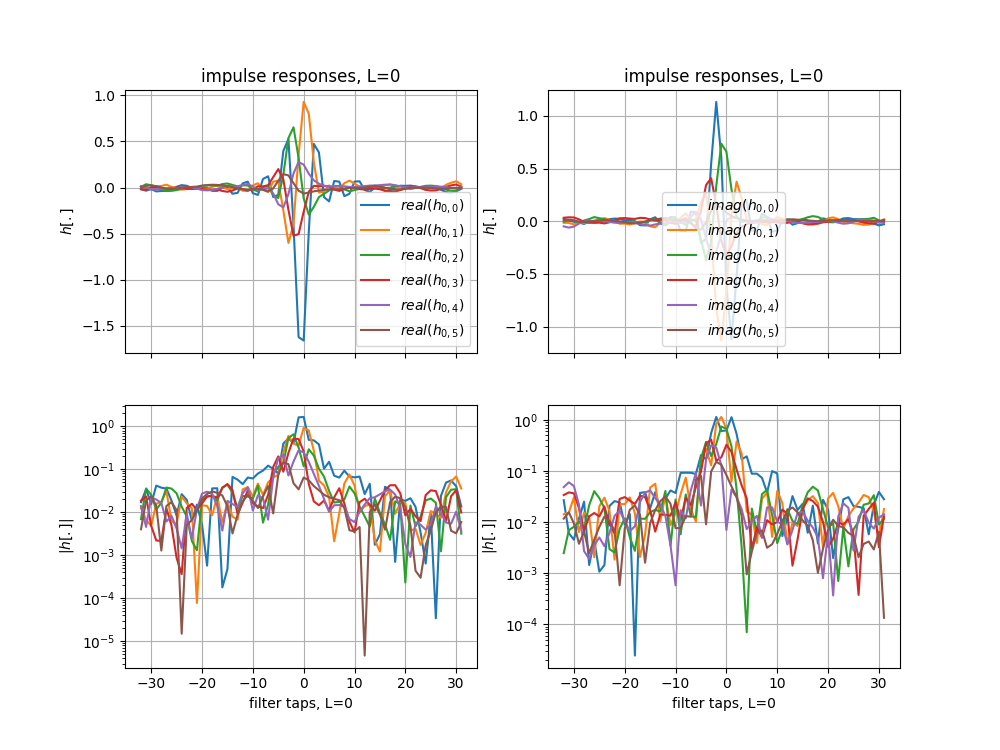 impulse responses, L=0
1.0
0.5
0.0
−0.5
−1.0
−1.5
h[.]
real(h0,0)
real(h0,1)
real(h0,2)
real(h0,3)
real(h0,4)
real(h0,5)
impulse responses, L=0
1.0
0.5
0.0
−0.5
−1.0
h[.]
imag(h0,0)
imag(h0,1)
imag(h0,2)
imag(h0,3)
imag(h0,4)
imag(h0,5)
10⁰
10⁻¹
10⁻²
10⁻³
10⁻⁴
10⁻⁵
|h[.]|
−30 −20 −10 0 10 20 30
filter taps, L=0
10⁰
10⁻¹
10⁻²
10⁻³
10⁻⁴
|h[.]|
−30 −20 −10 0 10 20 30
filter taps, L=0